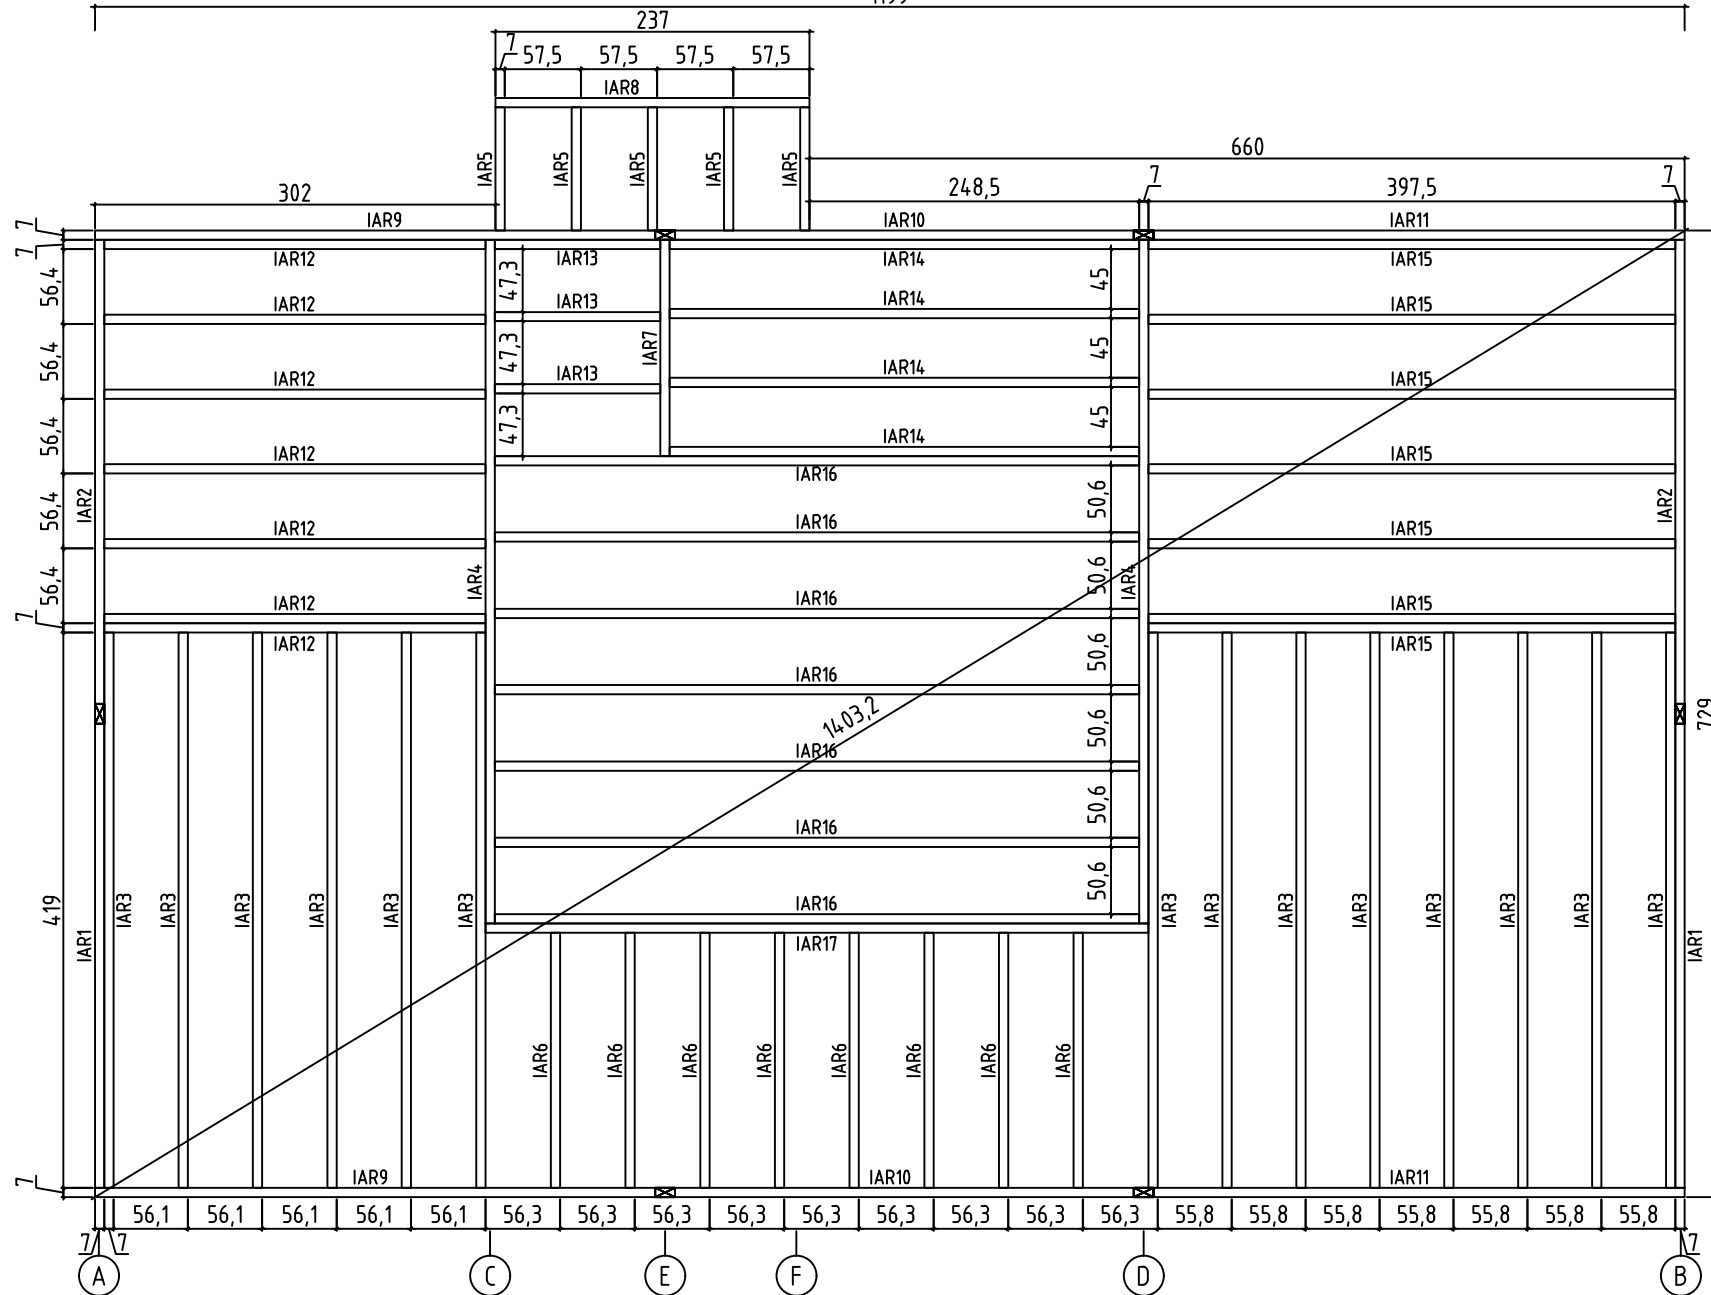 237
7 57,5 57,5 57,5 57,5
IAR8
IAR5 IAR5 IAR5 IAR5 IAR5
660
302 248,5 7 397,5 7
7 IAR9 IAR10 IAR11
7 IAR12 IAR13 IAR14 IAR15
56,4 47,3 45
IAR12 IAR13 IAR14 IAR15
56,4 47,3 IAR7 45
IAR12 IAR13 IAR14 IAR15
56,4 47,3 45
IAR12 IAR14 IAR15
IAR16
56,4 IAR2 50,6 IAR2
IAR12 IAR16 IAR15
56,4 IAR4 50,6 IAR4
IAR12 IAR16 IAR15
7
IAR12 50,6 IAR15
IAR16
1403,2 50,6 729
IAR16
50,6
IAR16
50,6
IAR16
419 IAR1 IAR3 IAR3 IAR3 IAR3 IAR3 IAR3 IAR3 IAR3 IAR3 IAR3 IAR3 IAR3 IAR3 IAR3 IAR1
IAR17
IAR6 IAR6 IAR6 IAR6 IAR6 IAR6 IAR6 IAR6
7 IAR9 IAR10 IAR11
56,1 56,1 56,1 56,1 56,1 56,3 56,3 56,3 56,3 56,3 56,3 56,3 56,3 56,3 55,8 55,8 55,8 55,8 55,8 55,8 55,8
7 7 7
A C E F D B